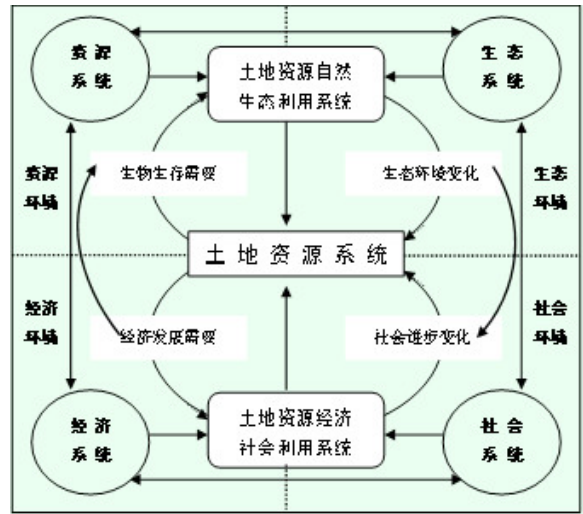 资源
系统
土地资源自然
生态利用系统
生态
系统
资源
环境
生物生存需要
生态环境变化
生态
环境
土地资源系统
经济
环境
经济发展需要
社会进步变化
社会
环境
经济
系统
土地资源经济
社会利用系统
社会
系统